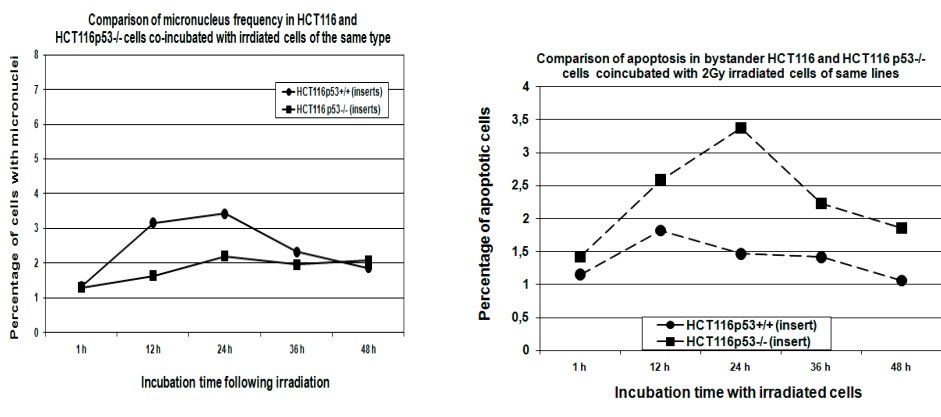 Comparison of micronucleus frequency in HCT116 and
HCT116p53-/- cells co-incubated with irrdiated cells of the same type
Percentage of cells with micronuclei
8
7
6
5
4
3
2
1
0
HCT116p53+/+ (inserts)
HCT116 p53-/- (inserts)
1 h 12 h 24 h 36 h 48 h
Incubation time following irradiation
Comparison of apoptosis in bystander HCT116 and HCT116 p53-/-
cells coincubated with 2Gy irradiated cells of same lines
Percentage of apoptotic cells
4
3,5
3
2,5
2
1,5
1
0,5
0
HCT116p53+/+ (insert)
HCT116p53-/- (insert)
1 h 12 h 24 h 36 h 48 h
Incubation time with irradiated cells